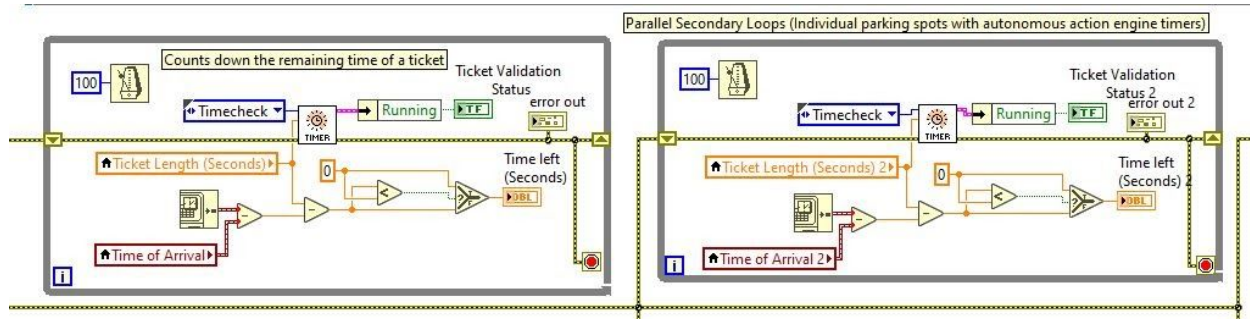 Parallel Secondary Loops (Individual parking spots with autonomous action engine timers)
Counts down the remaining time of a ticket
100
Ticket Validation
Status
error out
Timecheck
Running
TF
TIMER
Ticket Length (Seconds)
0
Time left
(Seconds)
DBL
Time of Arrival
i
100
Ticket Validation
Status 2
error out 2
Timecheck
Running
TF
TIMER
Ticket Length (Seconds) 2
0
Time left
(Seconds) 2
DBL
Time of Arrival 2
i